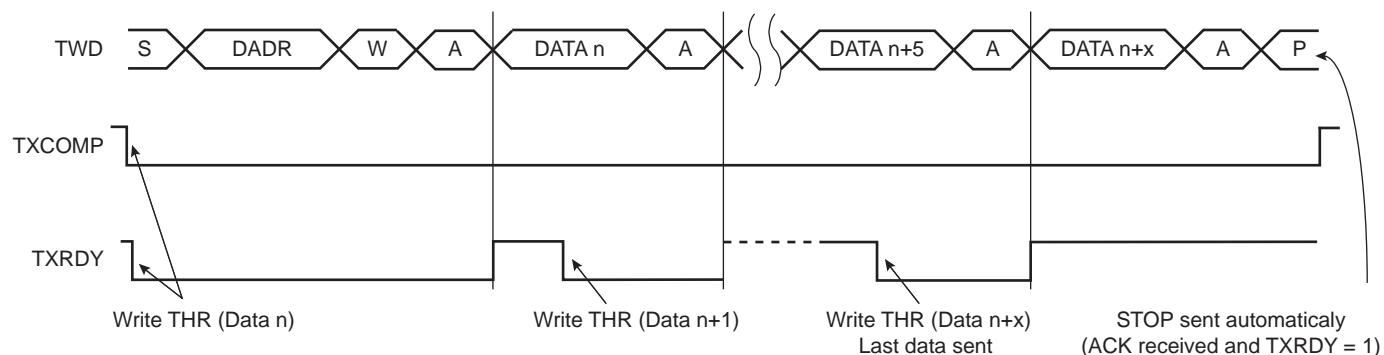 TWD S DADR W A DATA n A DATA n+5 A DATA n+x A P
TXCOMP
TXRDY
Write THR (Data n)
Write THR (Data n+1)
Write THR (Data n+x)
Last data sent
STOP sent automaticaly
(ACK received and TXRDY = 1)